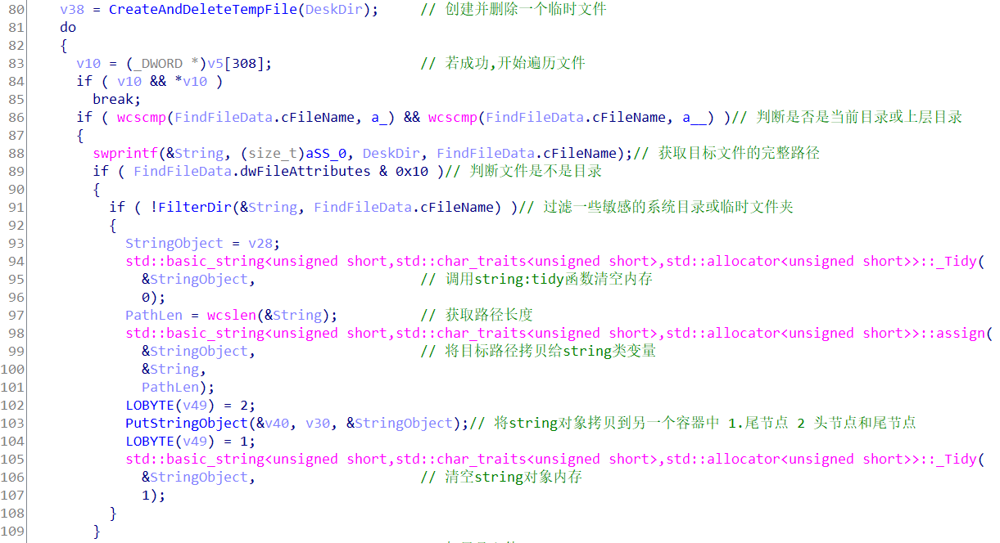 80 v38 = CreateAndDeleteTempFile(DeskDir); // 创建并删除一个临时文件
81 do
82 {
83 v10 = (_DWORD *)v5[308]; // 若成功,开始遍历文件
84 if ( v10 && *v10 )
85 break;
86 if ( wcscmp(FindFileData.cFileName, a_) && wcscmp(FindFileData.cFileName, a__) )// 判断是否是当前目录或上层目录
87 {
88 swprintf(&String, (size_t)aSS_0, DeskDir, FindFileData.cFileName);// 获取目标文件的完整路径
89 if ( FindFileData.dwFileAttributes & 0x10 )// 判断文件是不是目录
90 {
91 if ( !FilterDir(&String, FindFileData.cFileName) )// 过滤一些敏感的系统目录或临时文件夹
92 {
93 StringObject = v28;
94 std::basic_string<unsigned short,std::char_traits<unsigned short>,std::allocator<unsigned short>>::_Tidy(
95 &StringObject, // 调用string:tidy函数清空内存
96 0);
97 PathLen = wcslen(&String); // 获取路径长度
98 std::basic_string<unsigned short,std::char_traits<unsigned short>,std::allocator<unsigned short>>::assign(
99 &StringObject, // 将目标路径拷贝给string类变量
100 &String,
101 PathLen);
102 LOBYTE(v49) = 2;
103 PutStringObject(&v40, v30, &StringObject);// 将string对象拷贝到另一个容器中 1.尾节点 2 头节点和尾节点
104 LOBYTE(v49) = 1;
105 std::basic_string<unsigned short,std::char_traits<unsigned short>,std::allocator<unsigned short>>::_Tidy(
106 &StringObject, // 清空string对象内存
107 1);
108 }
109 }